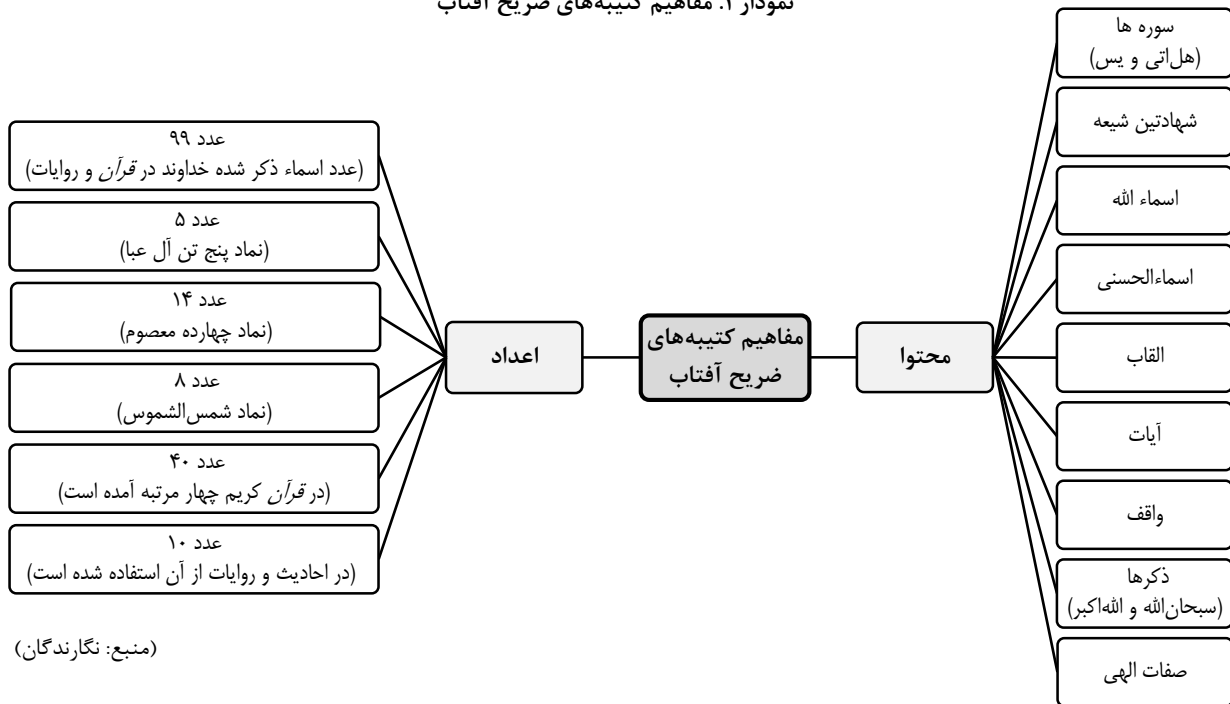 نمودار ۲. مفاهیم کتیبه‌های ضریح آفتاب
سوره ها
(هل‌اتی و یس)
شهادتین شیعه
اسماء الله
اسماءالحسنی
القاب
آیات
واقف
ذکرها
(سبحان‌الله و الله‌اکبر)
صفات الهی
محتوا
مفاهیم کتیبه‌های
ضریح آفتاب
اعداد
عدد ۹۹
(عدد اسماء ذکر شده خداوند در قرآن و روایات)
عدد ۵
(نماد پنج تن آل عبا)
عدد ۱۴
(نماد چهارده معصوم)
عدد ۸
(نماد شمس‌الشموس)
عدد ۴۰
(در قرآن کریم چهار مرتبه آمده است)
عدد ۱۰
(در احادیث و روایات از آن استفاده شده است)
(منبع: نگارندگان)